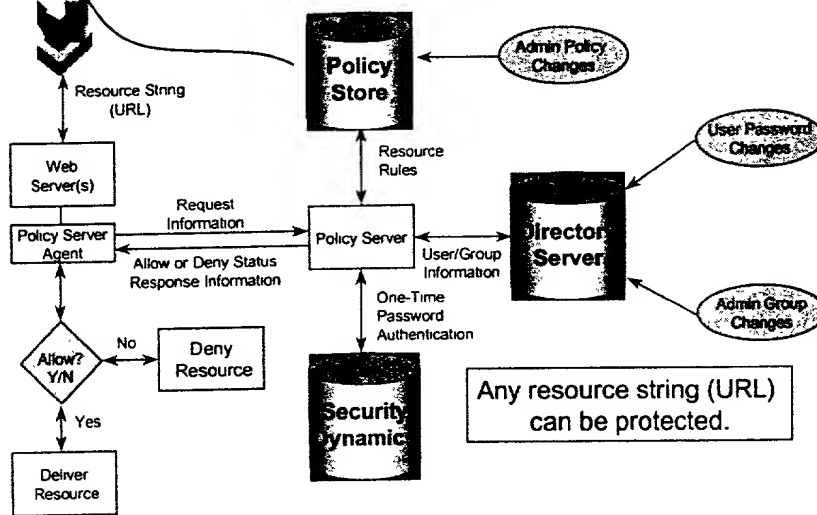 Policy
Store
Admin Policy
Changes
Resource String
(URL)
User Password
Changes
Web
Server(s)
Resource
Rules
Request
Information
Policy Server
Agent
Policy Server
Director
Server
User/Group
Information
Allow or Deny Status
Response Information
One-Time
Password
Authentication
Admin Group
Changes
Allow?
Y/N
No
Deny
Resource
Yes
Security
Dynamic
Any resource string (URL)
can be protected.
Deliver
Resource